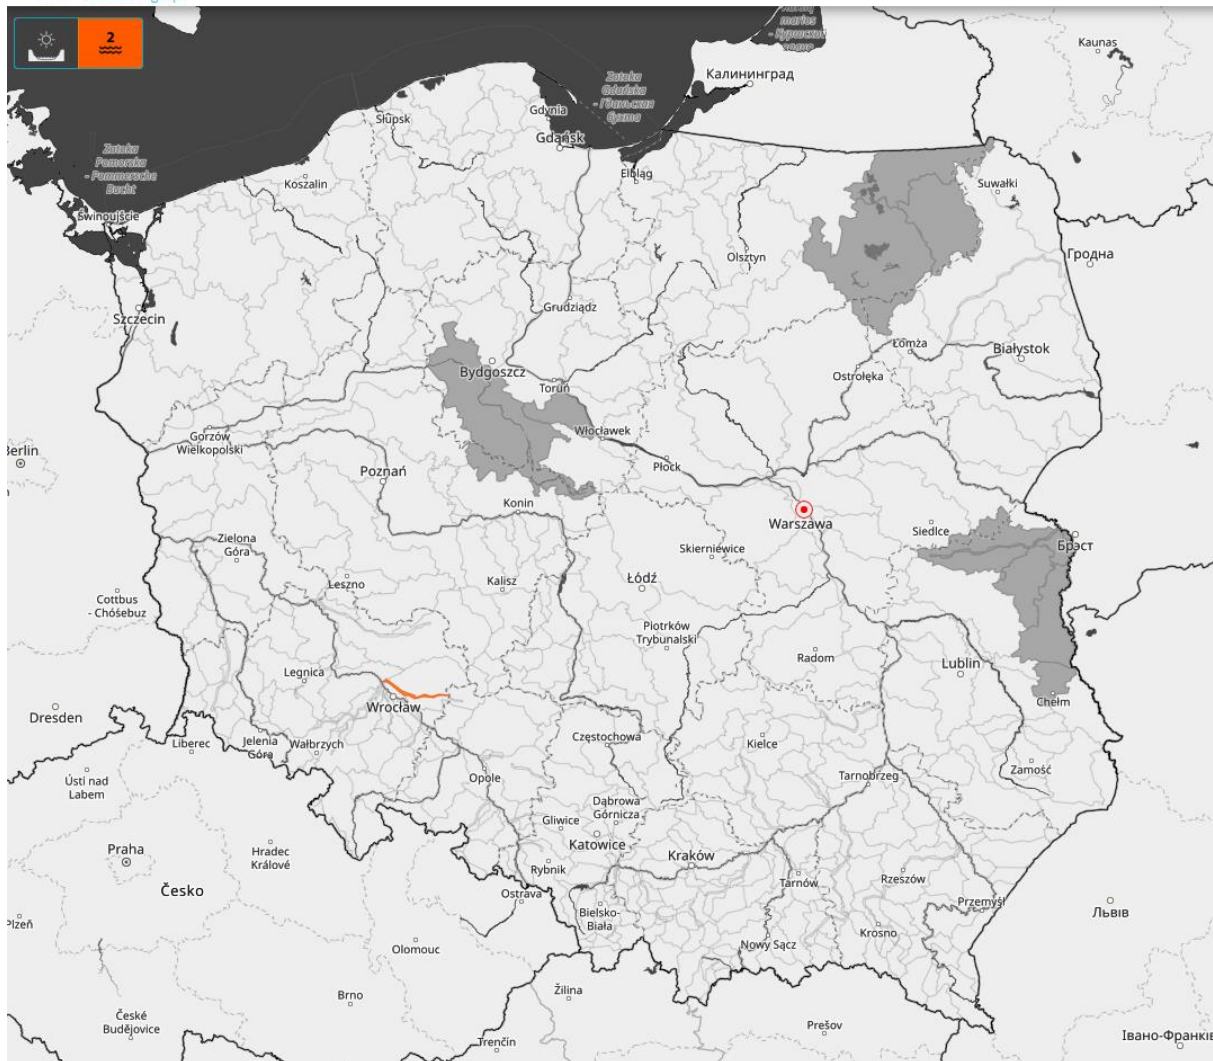 2
marios
- Куршский
Kaunas
Калининград
Zatoka
Gdańska
- Гданьская
бухта
Gdynia
Słupsk
Gdańsk
Zatoka
Pomorska
- Pommersche
Bucht
Elbląg
Koszalin
Suwałki
Świnoujście
Olsztyn
Гродна
Grudziądz
Szczecin
Łomża
Białystok
Bydgoszcz
Ostrołęka
Toruń
Włocławek
Gorzów
Wielkopolski
Berlin
Płock
Poznań
Konin
Warszawa
Siedlce
Брэст
Zielona
Góra
Skierniewice
Łódź
Leszno
Kalisz
Cottbus
- Chóśebuz
Piotrków
Trybunalski
Radom
Lublin
Legnica
Chełm
Wrocław
Dresden
Liberec
Jelenia
Góra
Wałbrzych
Częstochowa
Kielce
Ústí nad
Labem
Opole
Tarnobrzeg
Zamość
Dąbrowa
Górnicza
Gliwice
Katowice
Praha
Hradec
Králové
Kraków
Rybnik
Česko
Ostrava
Tarnów
Rzeszów
Przemyśl
Львів
Plzeň
Bielsko-
Biała
Krosno
Nowy Sącz
Olomouc
Žilina
Brno
České
Budějovice
Prešov
Trenčín
Івано-Франків